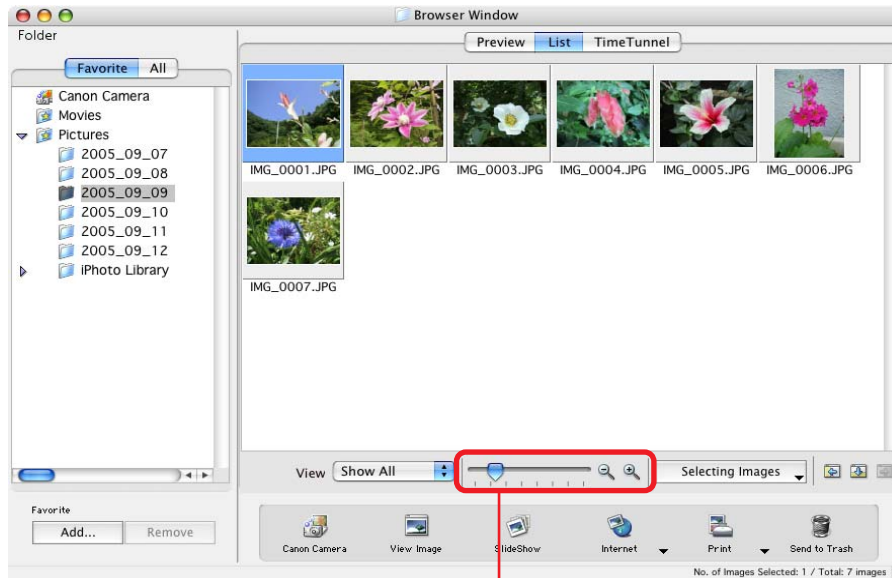 Browser Window
Folder
Preview List TimeTunnel
Favorite All
Canon Camera
Movies
Pictures
2005_09_07
2005_09_08
2005_09_09
2005_09_10
2005_09_11
2005_09_12
iPhoto Library
IMG_0001.JPG IMG_0002.JPG IMG_0003.JPG IMG_0004.JPG IMG_0005.JPG IMG_0006.JPG
IMG_0007.JPG
View Show All Selecting Images
Favorite
Add... Remove
Canon Camera View Image SlideShow Internet Print Send to Trash
No. of Images Selected: 1 / Total: 7 images